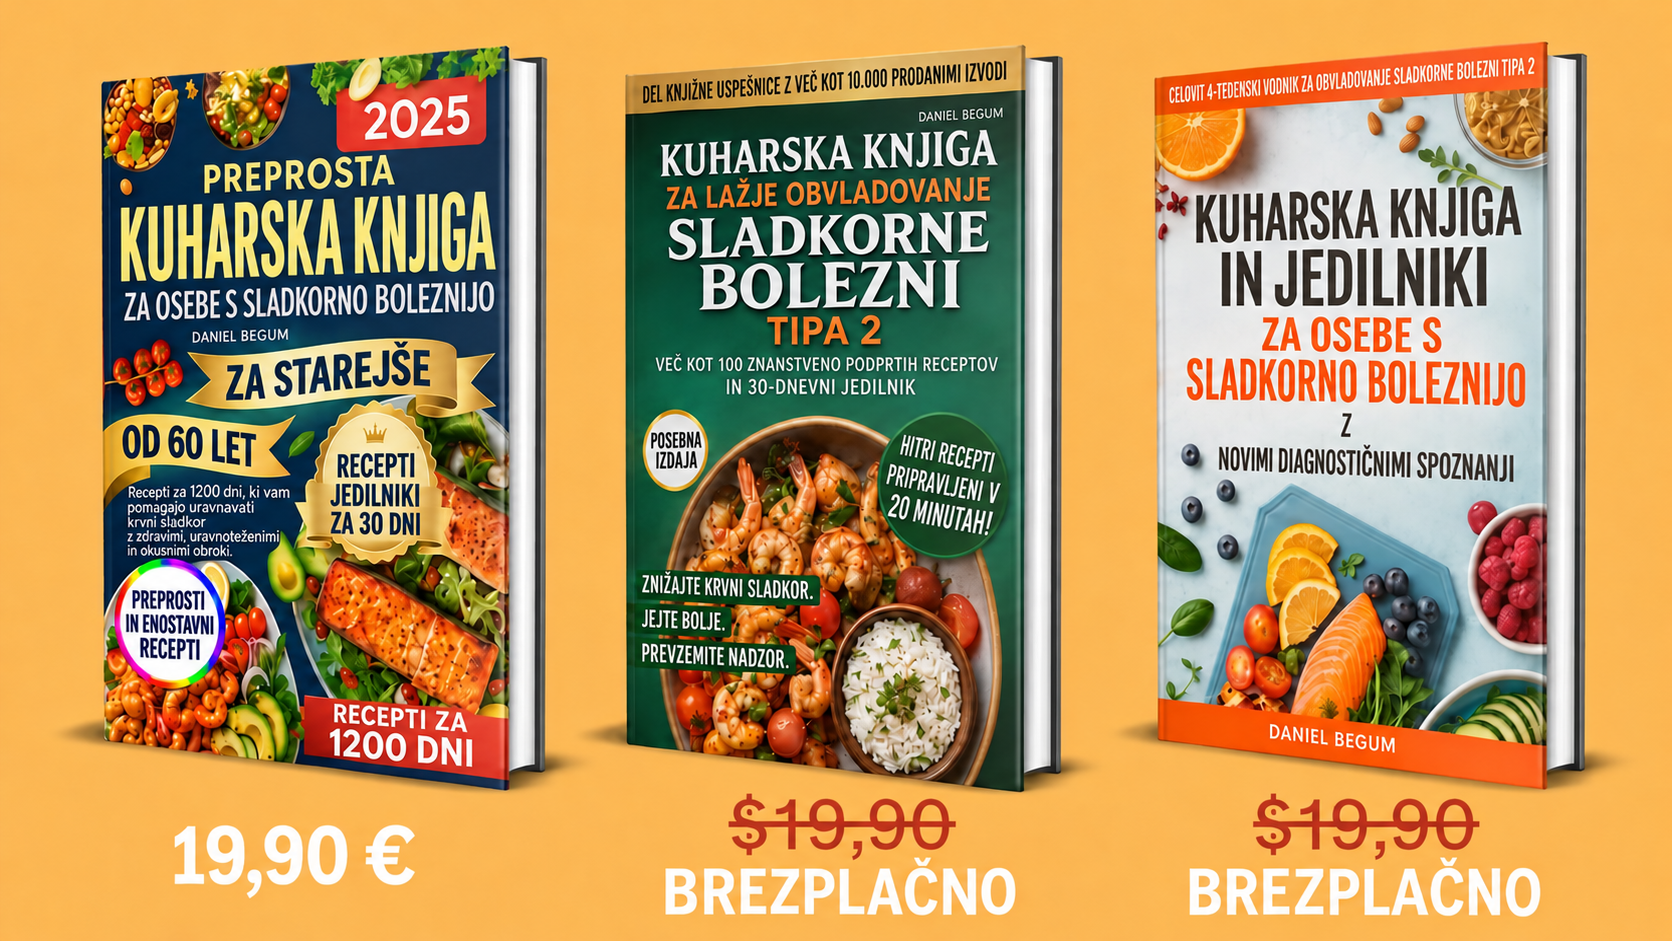 2025
PREPROSTA
KUHARSKA KNJIGA
ZA OSEBE S SLADKORNO BOLEZNIJO
DANIEL BEGUM
ZA STAREJŠE
OD 60 LET
RECEPTI
JEDILNIKI
ZA 30 DNI
Recepti za 1200 dni, ki vam
pomagajo uravnavati
krvni sladkor
z zdravimi, uravnoteženimi
in okusnimi obroki.
PREPROSTI
IN ENOSTAVNI
RECEPTI
RECEPTI ZA
1200 DNI
19,90 €
DEL KNJIŽNE USPEŠNICE Z VEČ KOT 10.000 PRODANIMI IZVODI
DANIEL BEGUM
KUHARSKA KNJIGA
ZA LAŽJE OBVLADOVANJE
SLADKORNE
BOLEZNI
TIPA 2
VEČ KOT 100 ZNANSTVENO PODPRTIH RECEPTOV
IN 30-DNEVNI JEDILNIK
POSEBNA
IZDAJA
HITRI RECEPTI
PRIPRAVLJENI V
20 MINUTAH!
ZNIŽAJTE KRVNI SLADKOR.
JEJTE BOLJE.
PREVZEMITE NADZOR.
$19,90
BREZPLAČNO
CELOVIT 4-TEDENSKI VODNIK ZA OBVLADOVANJE SLADKORNE BOLEZNI TIPA 2
KUHARSKA KNJIGA
IN JEDILNIKI
ZA OSEBE S
SLADKORNO BOLEZNIJO
Z
NOVIMI DIAGNOSTIČNIMI SPOZNANJI
DANIEL BEGUM
$19,90
BREZPLAČNO